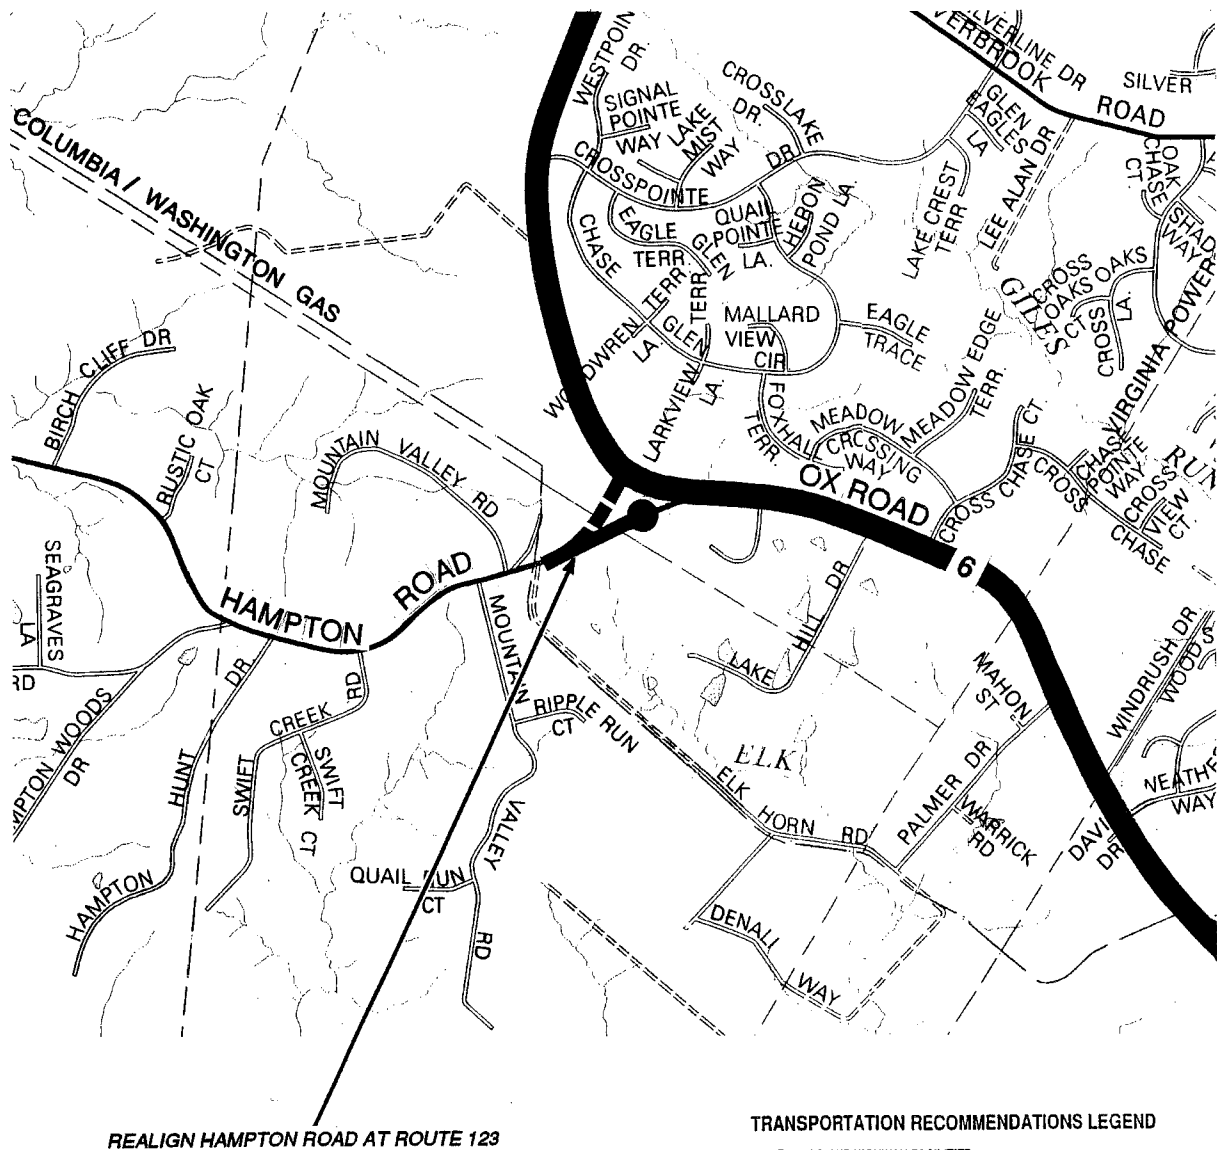 WESTPOINTE
DR.
SIGNAL
POINTE
WAY
LAKE
MIST
WAY
CROSSLAKE
DR.
SILVERLINE DR
OVERBROOK
ROAD
SILVER
GLEN
EAGLES
LA
LEE ALAN DR
OAK
CHASE
CT.
SHAD
WAY
COLUMBIA / WASHINGTON GAS
CROSSPOINTE
DR
CHASE
EAGLE
TERR.
GLEN
TERR
QUAIL
POINTE
LA.
HEBON
POND LA.
LAKE CREST
TERR
GILES
RUN
CROSS
OAKS
CT
CROSS OAKS
LA.
VIRGINIA POWER
WOODWREN TERR
LA
GLEN
MALLARD
VIEW
CIR
EAGLE
TRACE
LARKVIEW
LA.
FOXHALL
TERR.
MEADOW
CROSSING
WAY
MEADOW EDGE
TERR.
BIRCH CLIFF DR
RUSTIC OAK
CT
MOUNTAIN VALLEY RD
OX ROAD
6
CROSS CHASE CT
CROSS
CHASE
CHASE
POINTE
WAY
CROSS
VIEW
CT.
SEAGRAVES
LA
RD
HAMPTON ROAD
MOUNTAIN
VALLEY
RD
LAKE HILL DR
MAHON
ST
WINDRUSH DR
WOODS
HAMPTON WOODS
DR
HAMPTON HUNT DR
SWIFT CREEK RD
SWIFT
CREEK CT
RIPPLE RUN
CT
ELK
ELK HORN RD
PALMER DR
WARRICK
RD
DAVIS
DR
WEATHE
WAY
QUAIL RUN
CT
DENALI WAY
REALIGN HAMPTON ROAD AT ROUTE 123
TRANSPORTATION RECOMMENDATIONS LEGEND